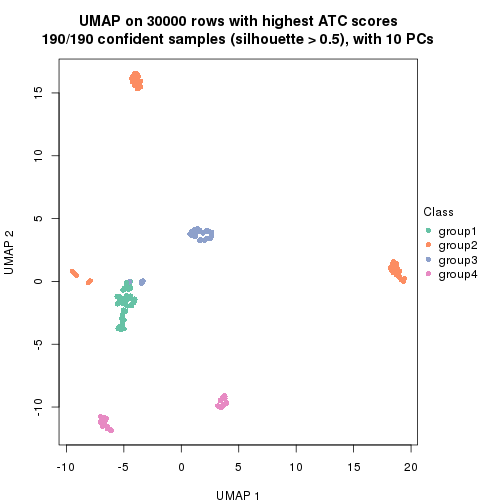 UMAP on 30000 rows with highest ATC scores
190/190 confident samples (silhouette > 0.5), with 10 PCs
15
10
5
0
-5
-10
UMAP 2
-10 -5 0 5 10 15 20
UMAP 1
Class
group1
group2
group3
group4